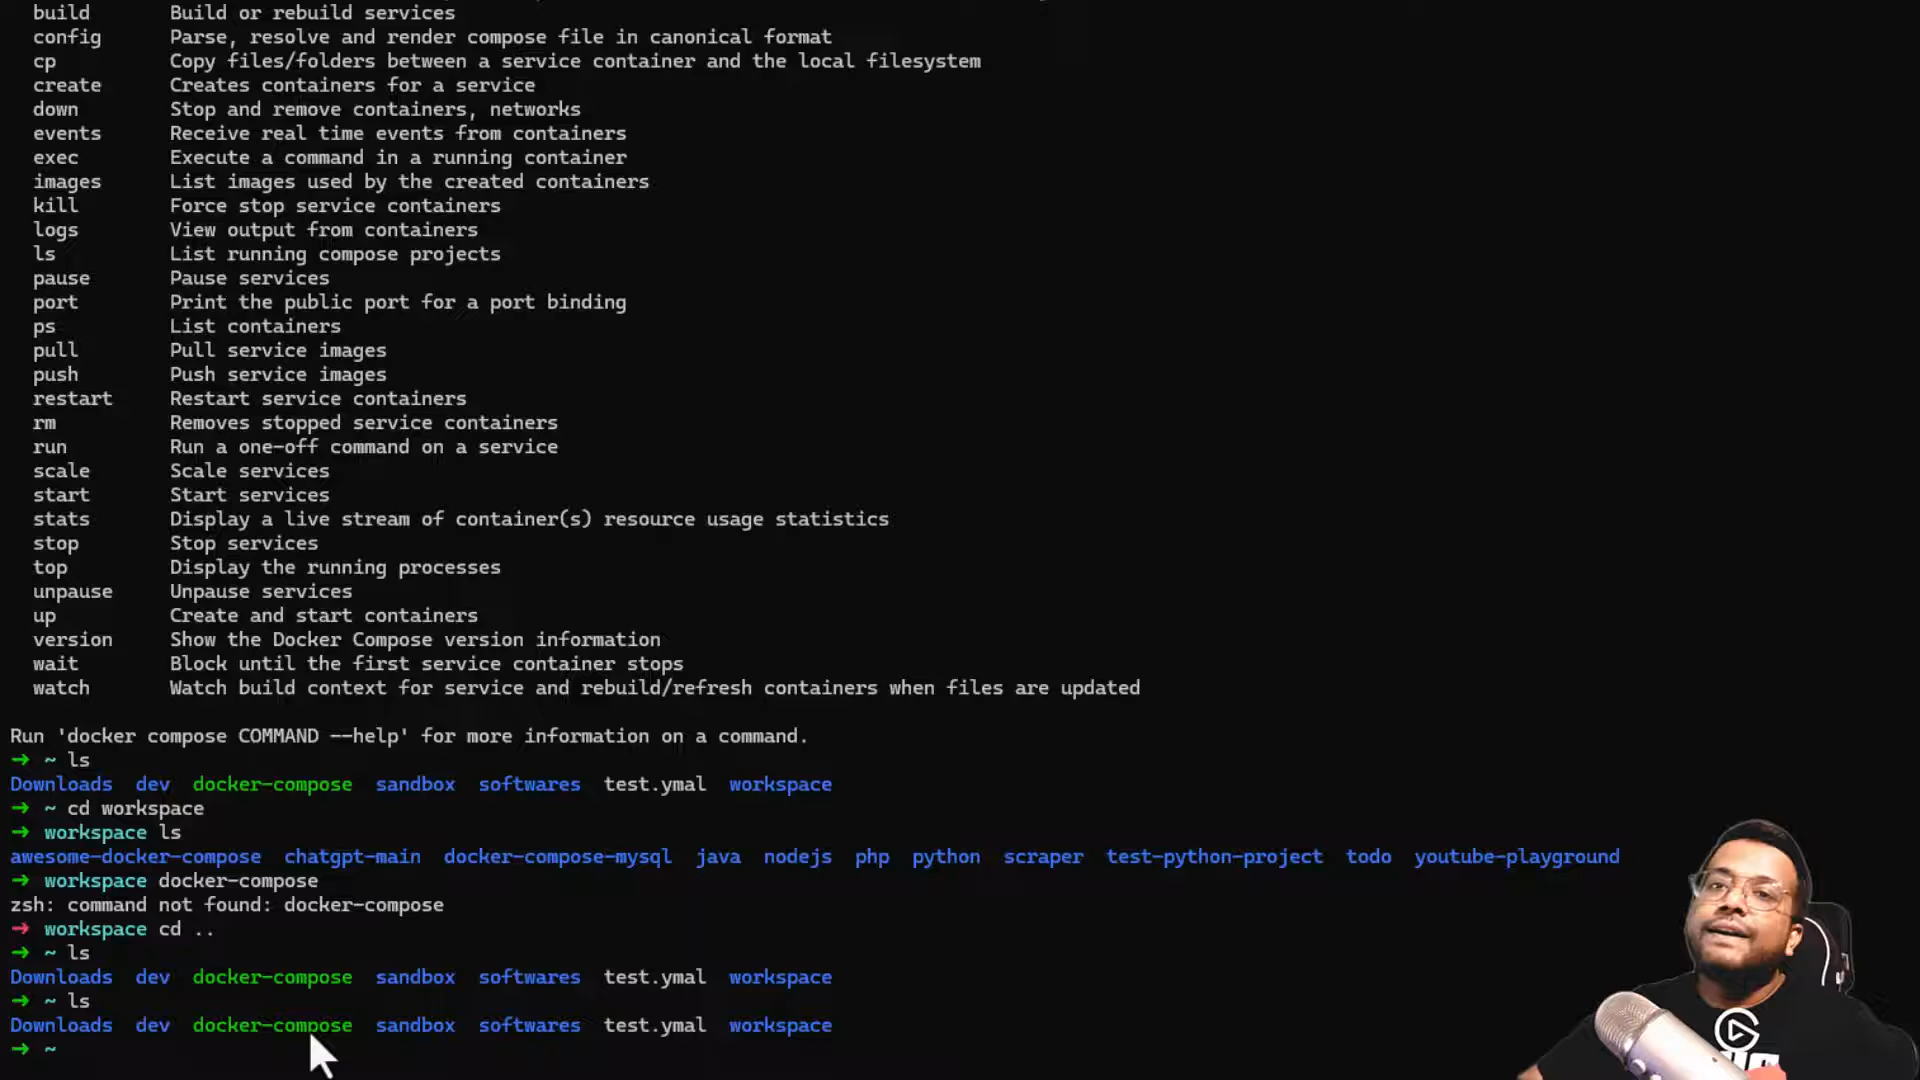 build Build or rebuild services
config Parse, resolve and render compose file in canonical format
cp Copy files/folders between a service container and the local filesystem
create Creates containers for a service
down Stop and remove containers, networks
events Receive real time events from containers
exec Execute a command in a running container
images List images used by the created containers
kill Force stop service containers
logs View output from containers
ls List running compose projects
pause Pause services
port Print the public port for a port binding
ps List containers
pull Pull service images
push Push service images
restart Restart service containers
rm Removes stopped service containers
run Run a one-off command on a service
scale Scale services
start Start services
stats Display a live stream of container(s) resource usage statistics
stop Stop services
top Display the running processes
unpause Unpause services
up Create and start containers
version Show the Docker Compose version information
wait Block until the first service container stops
watch Watch build context for service and rebuild/refresh containers when files are updated
Run 'docker compose COMMAND --help' for more information on a command.
→ ~ ls
Downloads dev docker-compose sandbox softwares test.ymal workspace
→ ~ cd workspace
→ workspace ls
awesome-docker-compose chatgpt-main docker-compose-mysql java nodejs php python scraper test-python-project todo youtube-playground
→ workspace docker-compose
zsh: command not found: docker-compose
→ workspace cd ..
→ ~ ls
Downloads dev docker-compose sandbox softwares test.ymal workspace
→ ~ ls
Downloads dev docker-compose sandbox softwares test.ymal workspace
→ ~